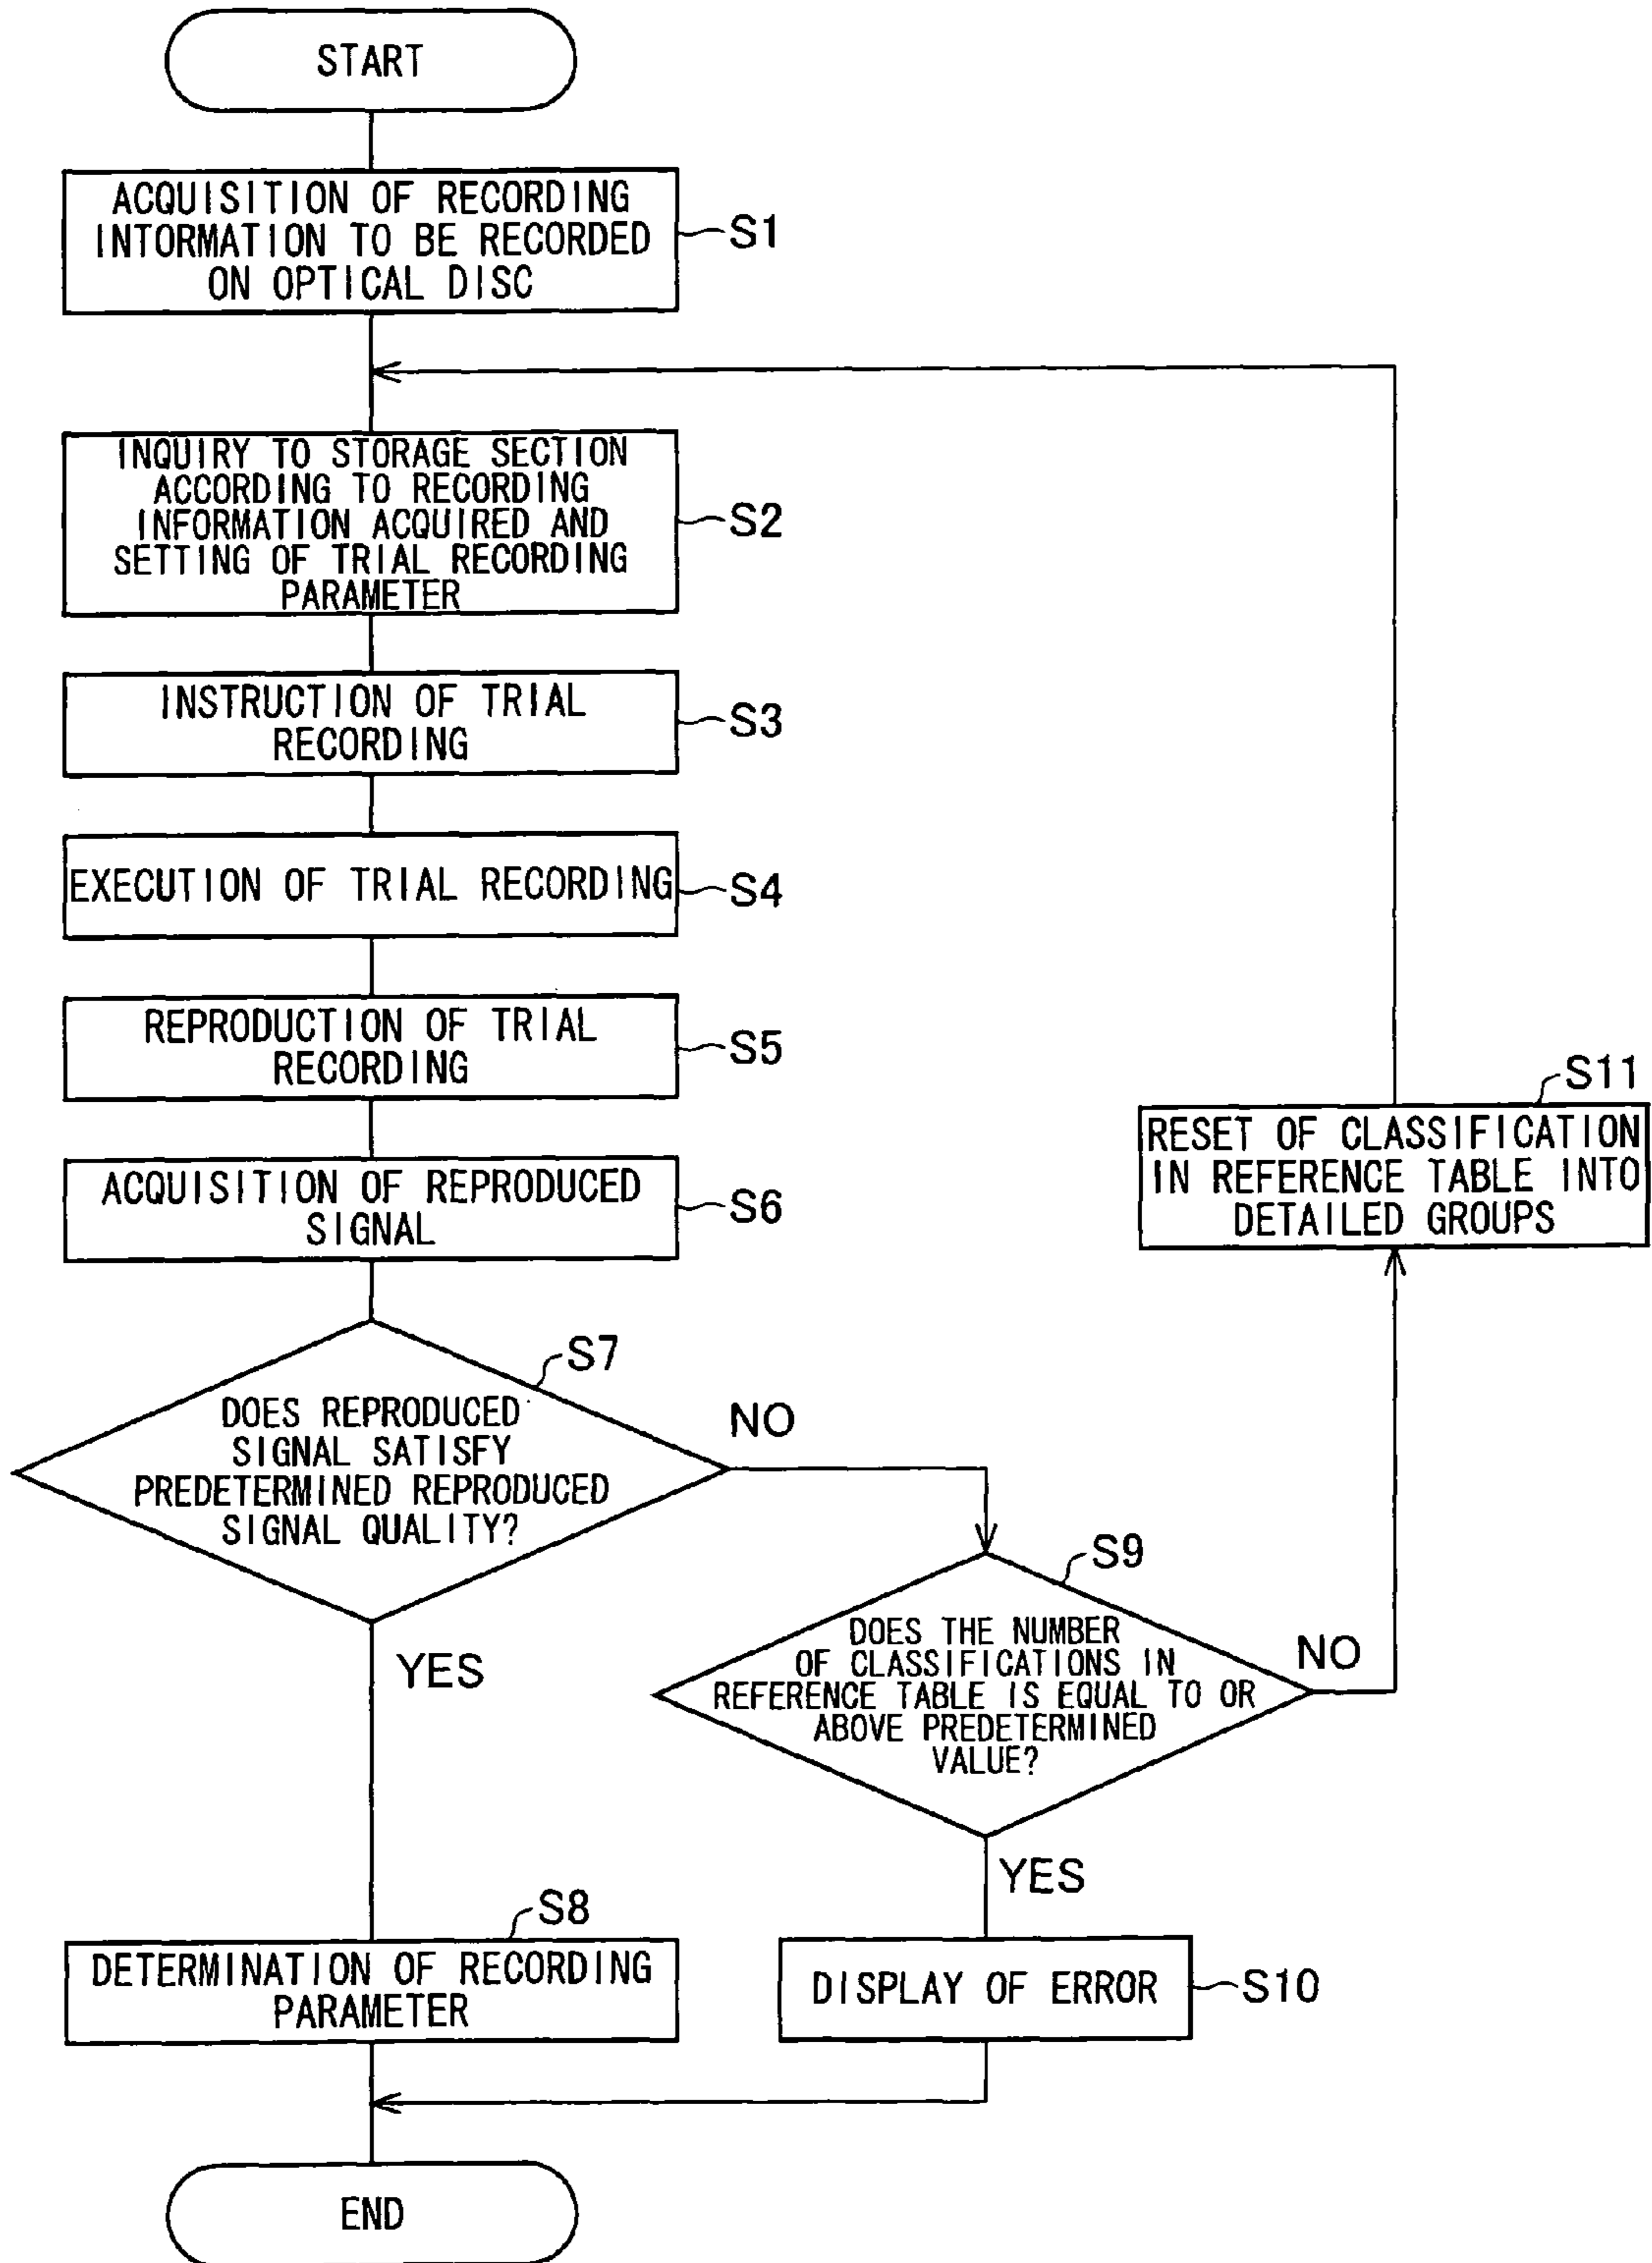 START
ACQUISITION OF RECORDING
INTORMATION TO BE RECORDED
ON OPTICAL DISC
S1
INQUIRY TO STORAGE SECTION
ACCORDING TO RECORDING
INFORMATION ACQUIRED AND
SETTING OF TRIAL RECORDING
PARAMETER
S2
INSTRUCTION OF TRIAL
RECORDING
S3
EXECUTION OF TRIAL RECORDING
S4
REPRODUCTION OF TRIAL
RECORDING
S5
S11
RESET OF CLASSIFICATION
IN REFERENCE TABLE INTO
DETAILED GROUPS
ACQUISITION OF REPRODUCED
SIGNAL
S6
S7
DOES REPRODUCED
SIGNAL SATISFY
PREDETERMINED REPRODUCED
SIGNAL QUALITY?
NO
YES
S9
DOES THE NUMBER
OF CLASSIFICATIONS IN
REFERENCE TABLE IS EQUAL TO OR
ABOVE PREDETERMINED
VALUE?
NO
YES
S8
DETERMINATION OF RECORDING
PARAMETER
DISPLAY OF ERROR
S10
END